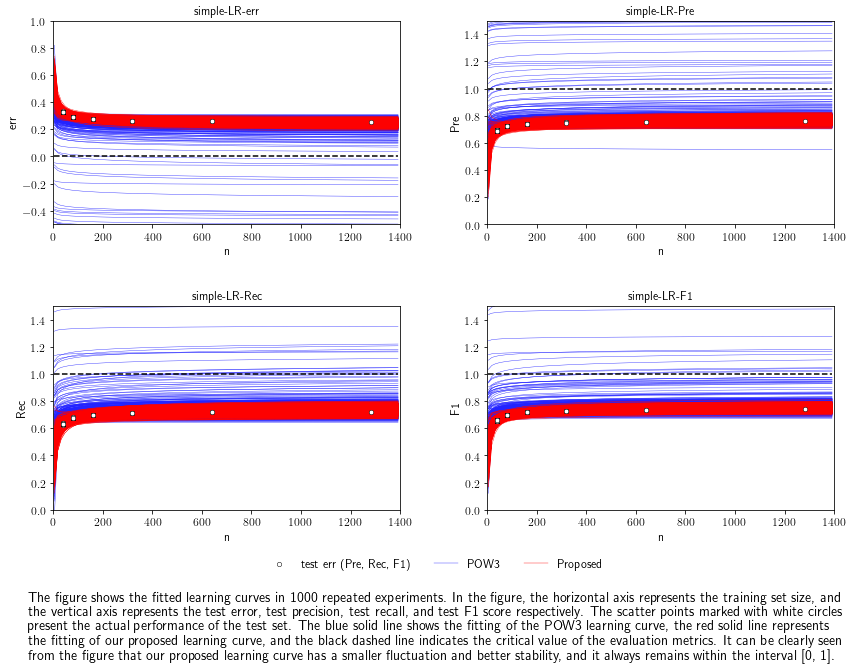 simple-LR-err
1.0
0.8
0.6
0.4
0.2
0.0
−0.2
−0.4
err
0 200 400 600 800 1000 1200 1400
n
simple-LR-Pre
1.4
1.2
1.0
0.8
0.6
0.4
0.2
0.0
Pre
0 200 400 600 800 1000 1200 1400
n
simple-LR-Rec
1.4
1.2
1.0
0.8
0.6
0.4
0.2
0.0
Rec
0 200 400 600 800 1000 1200 1400
n
simple-LR-F1
1.4
1.2
1.0
0.8
0.6
0.4
0.2
0.0
F1
0 200 400 600 800 1000 1200 1400
n
test err (Pre, Rec, F1) POW3 Proposed
The figure shows the fitted learning curves in 1000 repeated experiments. In the figure, the horizontal axis represents the training set size, and
the vertical axis represents the test error, test precision, test recall, and test F1 score respectively. The scatter points marked with white circles
present the actual performance of the test set. The blue solid line shows the fitting of the POW3 learning curve, the red solid line represents
the fitting of our proposed learning curve, and the black dashed line indicates the critical value of the evaluation metrics. It can be clearly seen
from the figure that our proposed learning curve has a smaller fluctuation and better stability, and it always remains within the interval [0, 1].